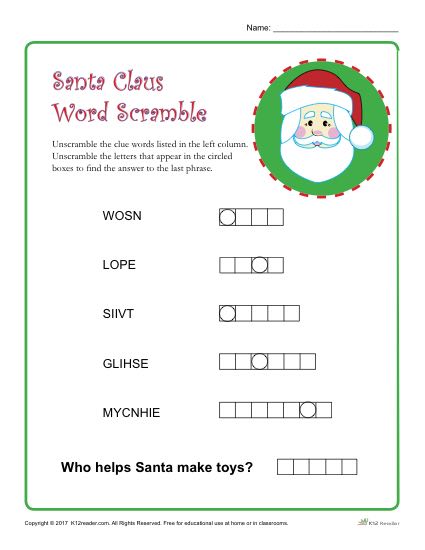 Name: ______________________________
Santa Claus
Word Scramble
Unscramble the clue words listed in the left column.
Unscramble the letters that appear in the circled
boxes to find the answer to the last phrase.
WOSN
LOPE
SIIVT
GLIHSE
MYCNHIE
Who helps Santa make toys?
Copyright © 2017 K12reader.com. All Rights Reserved. Free for educational use at home or in classrooms.
K12 Reader